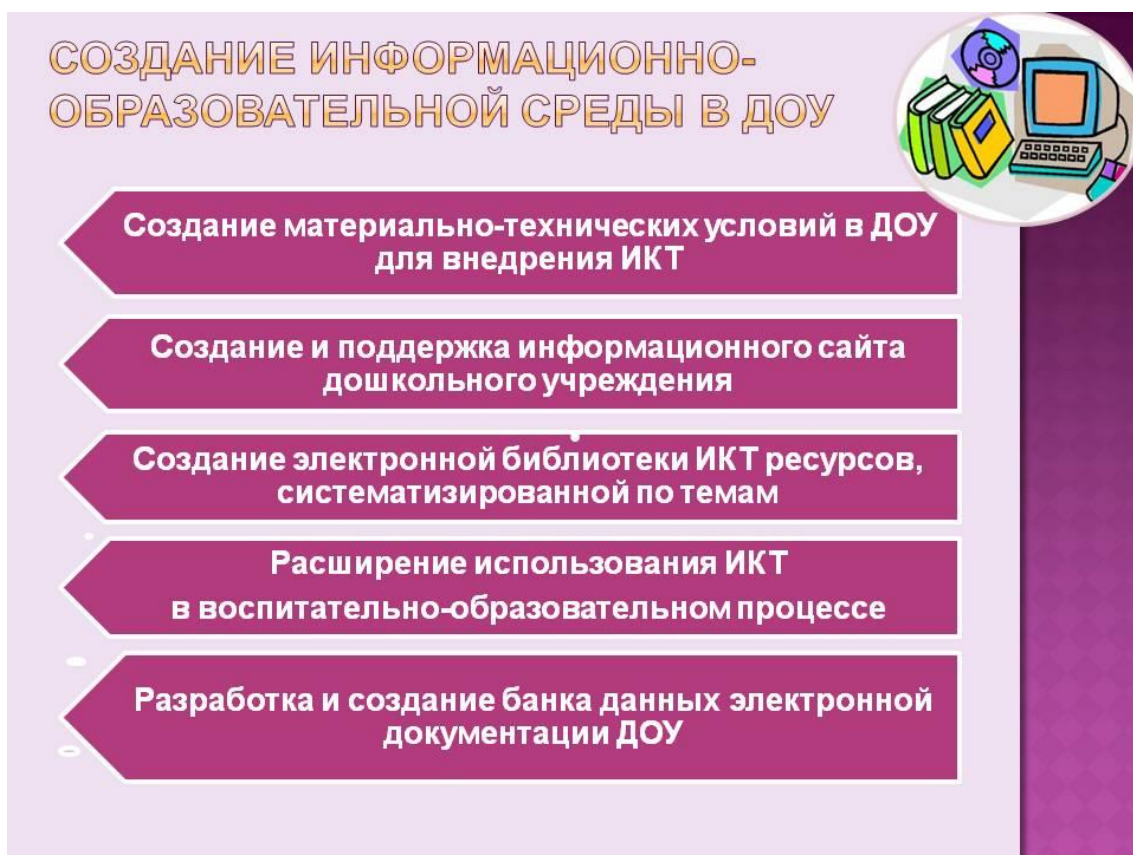 СОЗДАНИЕ ИНФОРМАЦИОННО-
ОБРАЗОВАТЕЛЬНОЙ СРЕДЫ В ДОУ
Создание материально-технических условий в ДОУ
для внедрения ИКТ
Создание и поддержка информационного сайта
дошкольного учреждения
Создание электронной библиотеки ИКТ ресурсов,
систематизированной по темам
Расширение использования ИКТ
в воспитательно-образовательном процессе
Разработка и создание банка данных электронной
документации ДОУ